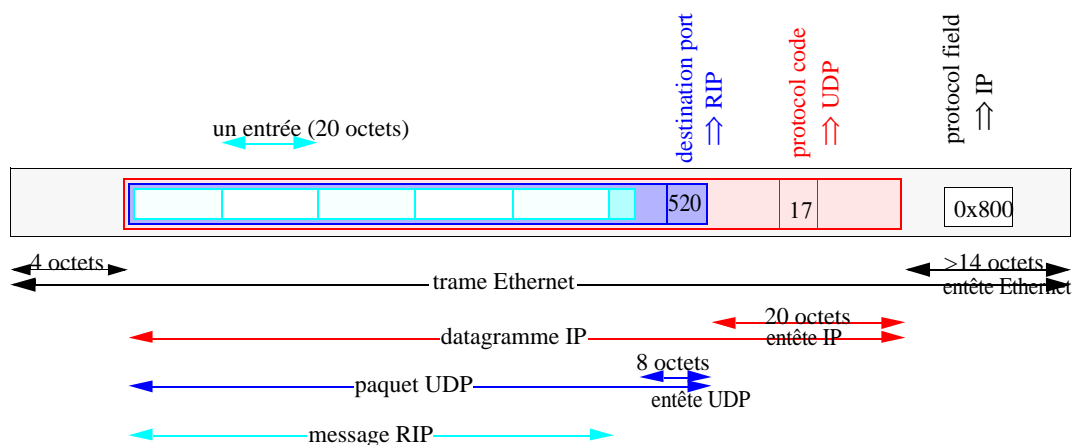 destination port
⇒ RIP
protocol code
⇒ UDP
protocol field
⇒ IP
un entrée (20 octets)
520
17
0x800
4 octets
>14 octets
entête Ethernet
trame Ethernet
20 octets
entête IP
datagramme IP
8 octets
entête UDP
paquet UDP
message RIP